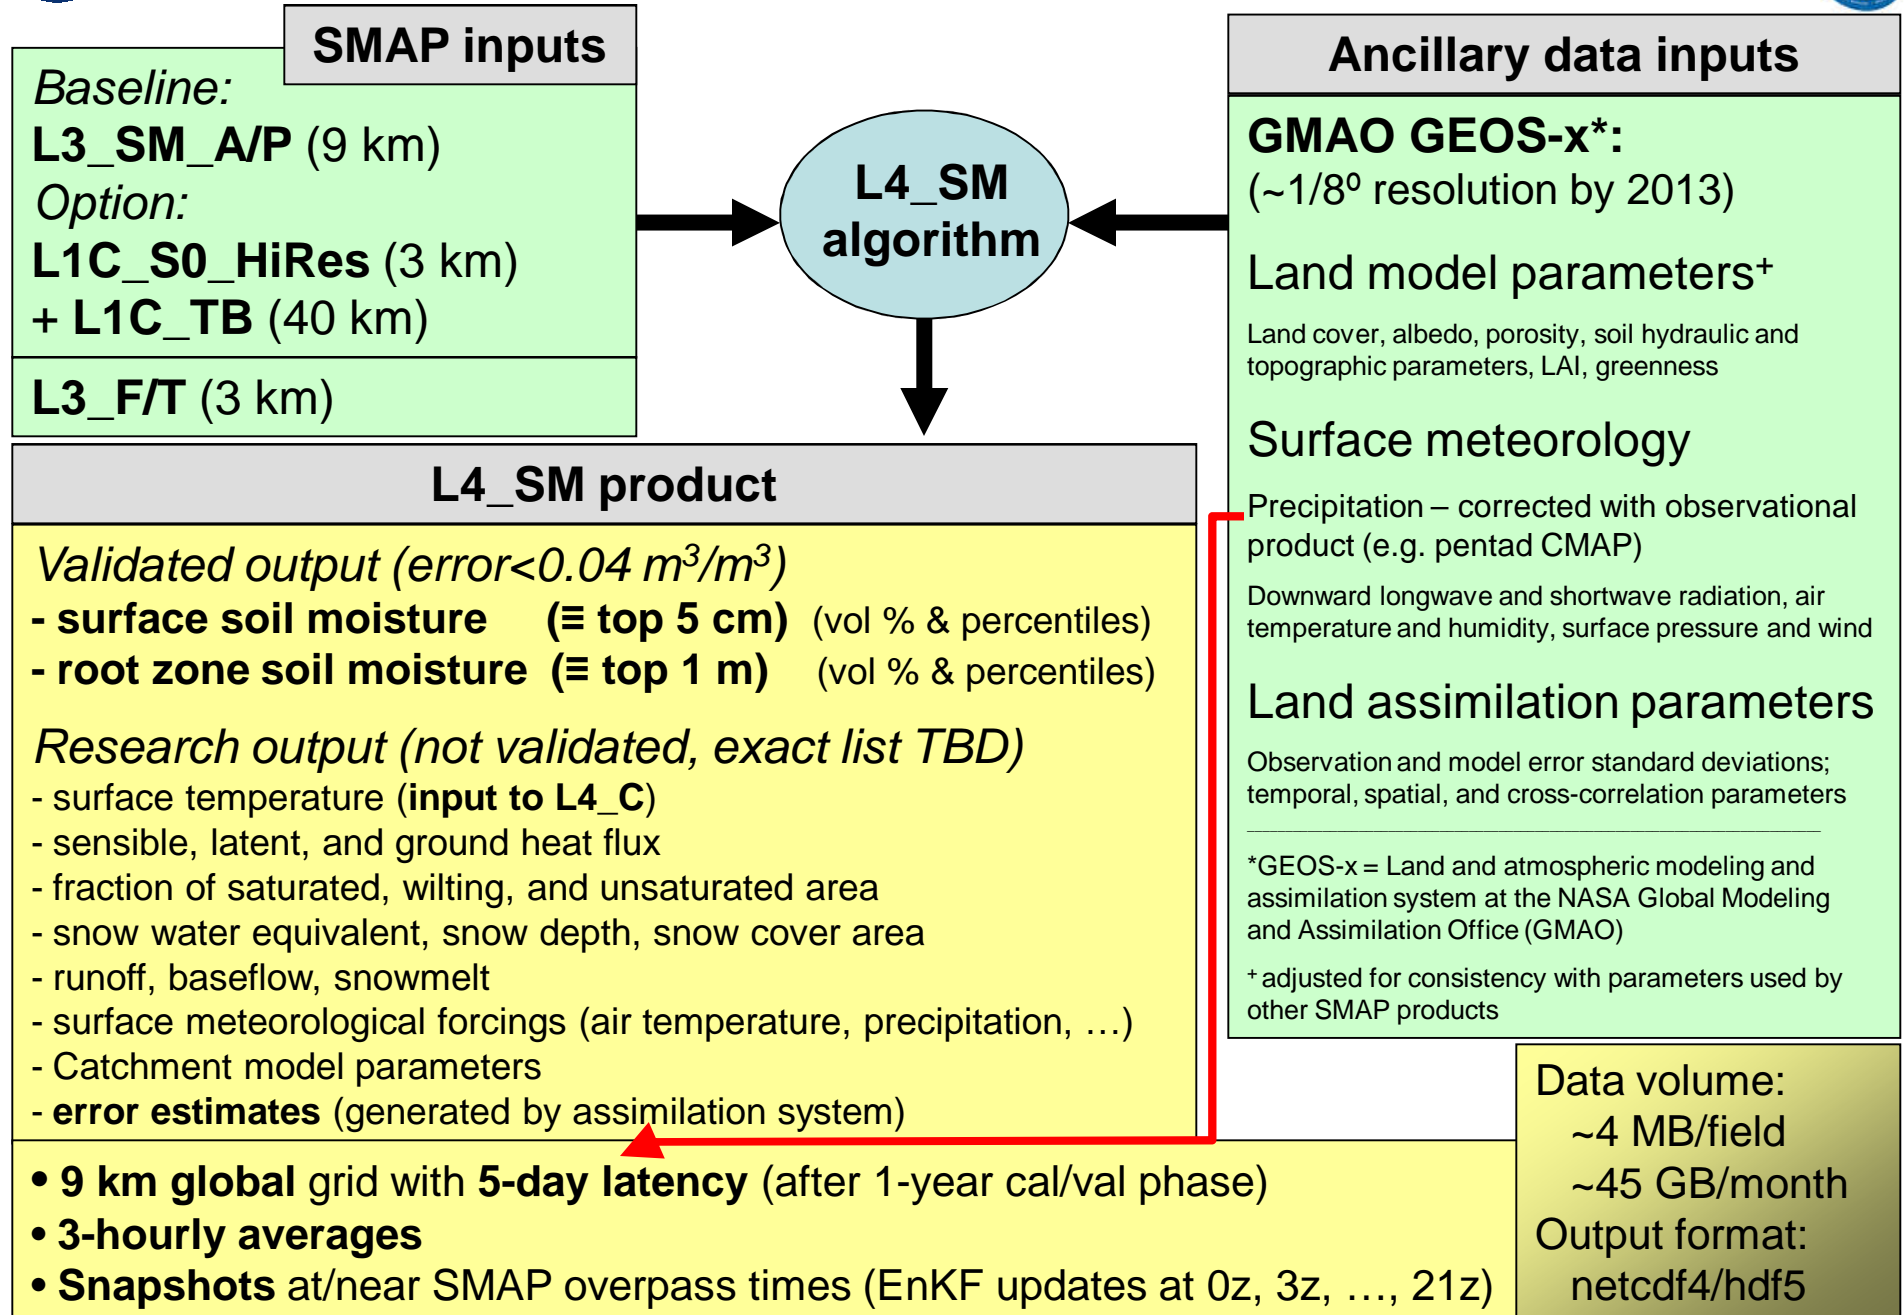 SMAP inputs
Baseline:
L3_SM_A/P (9 km)
Option:
L1C_S0_HiRes (3 km)
+ L1C_TB (40 km)
L3_F/T (3 km)
L4_SM
algorithm
Ancillary data inputs
GMAO GEOS-x*:
(~1/8º resolution by 2013)
Land model parameters+
Land cover, albedo, porosity, soil hydraulic and
topographic parameters, LAI, greenness
Surface meteorology
Precipitation – corrected with observational
product (e.g. pentad CMAP)
Downward longwave and shortwave radiation, air
temperature and humidity, surface pressure and wind
Land assimilation parameters
Observation and model error standard deviations;
temporal, spatial, and cross-correlation parameters
*GEOS-x = Land and atmospheric modeling and
assimilation system at the NASA Global Modeling
and Assimilation Office (GMAO)
+ adjusted for consistency with parameters used by
other SMAP products
L4_SM product
Validated output (error<0.04 m³/m³)
- surface soil moisture (≡ top 5 cm) (vol % & percentiles)
- root zone soil moisture (≡ top 1 m) (vol % & percentiles)
Research output (not validated, exact list TBD)
- surface temperature (input to L4_C)
- sensible, latent, and ground heat flux
- fraction of saturated, wilting, and unsaturated area
- snow water equivalent, snow depth, snow cover area
- runoff, baseflow, snowmelt
- surface meteorological forcings (air temperature, precipitation, …)
- Catchment model parameters
- error estimates (generated by assimilation system)
• 9 km global grid with 5-day latency (after 1-year cal/val phase)
• 3-hourly averages
• Snapshots at/near SMAP overpass times (EnKF updates at 0z, 3z, …, 21z)
Data volume:
~4 MB/field
~45 GB/month
Output format:
netcdf4/hdf5